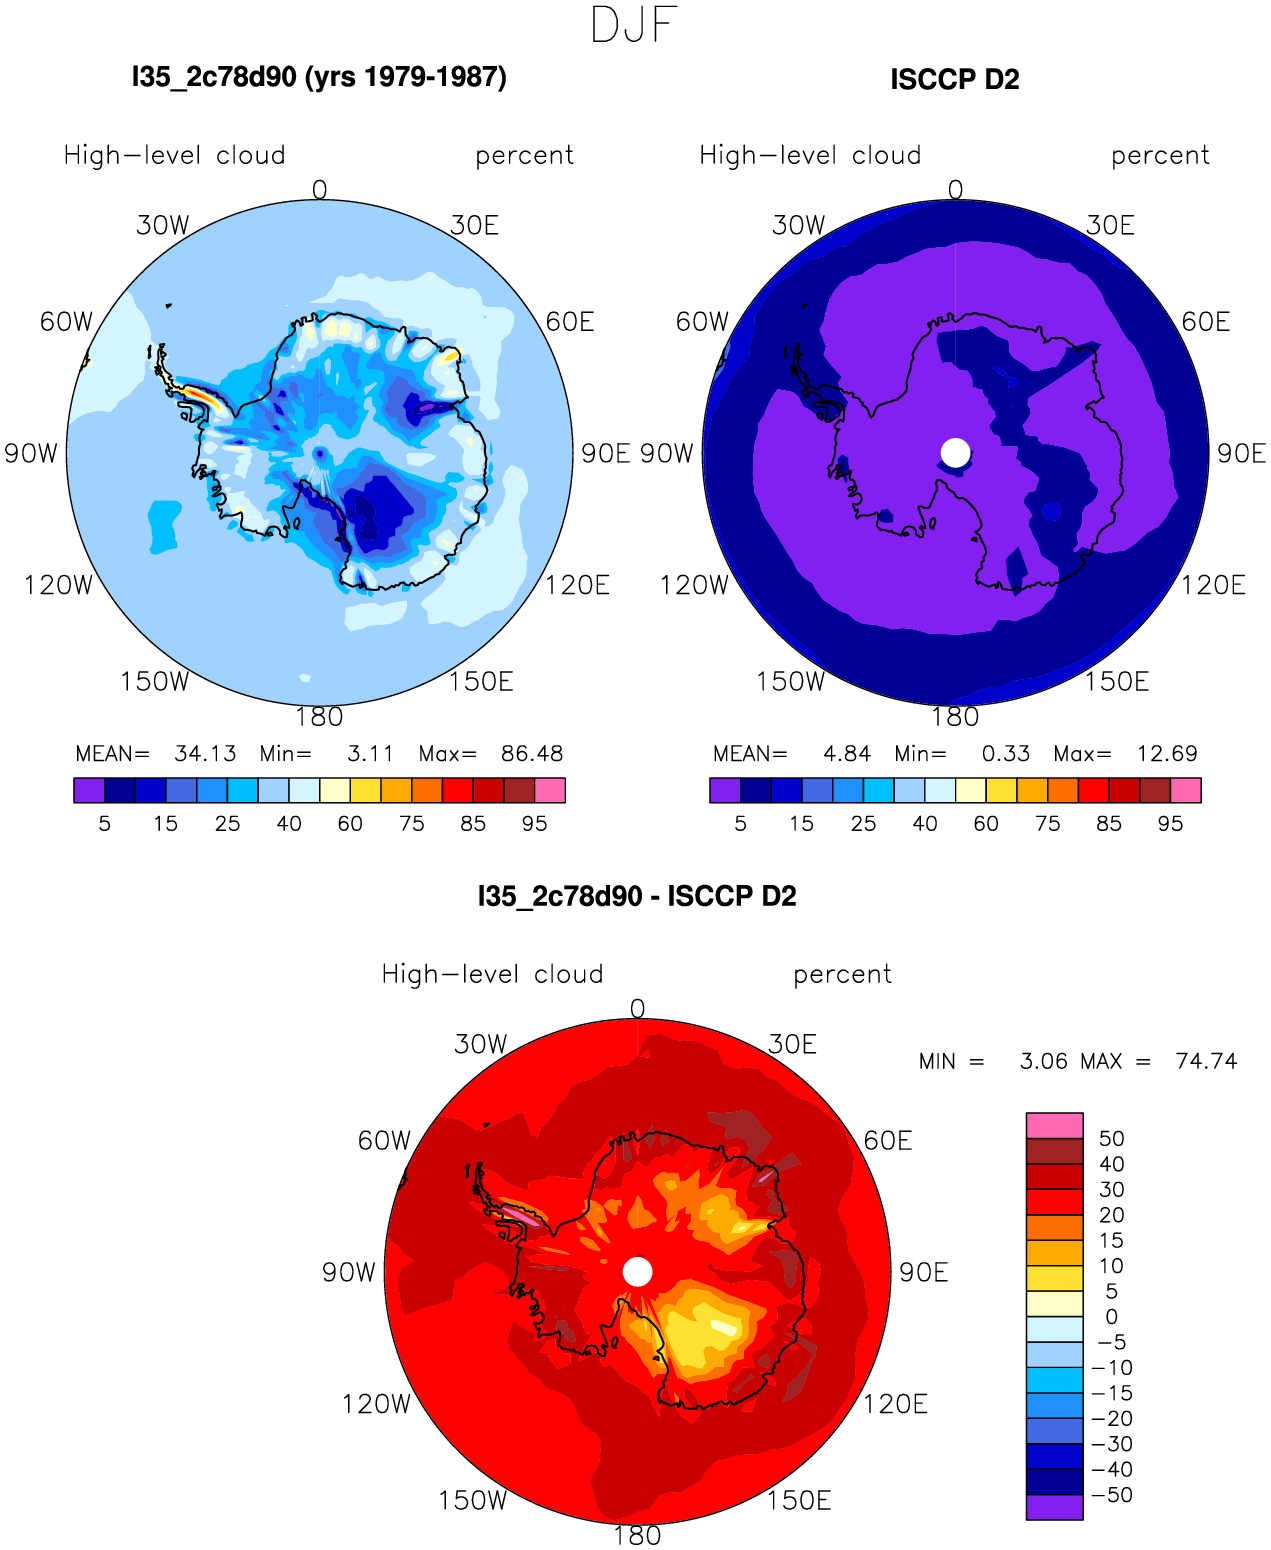 DJF
I35_2c78d90 (yrs 1979-1987)
ISCCP D2
High-level cloud percent
High-level cloud percent
0
0
30W 30E
30W 30E
60W 60E
60W 60E
90W 90E
90W 90E
120W 120E
120W 120E
150W 150E
150W 150E
180
180
MEAN= 34.13 Min= 3.11 Max= 86.48
MEAN= 4.84 Min= 0.33 Max= 12.69
5 15 25 40 60 75 85 95
5 15 25 40 60 75 85 95
I35_2c78d90 - ISCCP D2
High-level cloud percent
0
30W 30E
MIN = 3.06 MAX = 74.74
60W 60E
90W 90E
120W 120E
150W 150E
180
50
40
30
20
15
10
5
0
-5
-10
-15
-20
-30
-40
-50